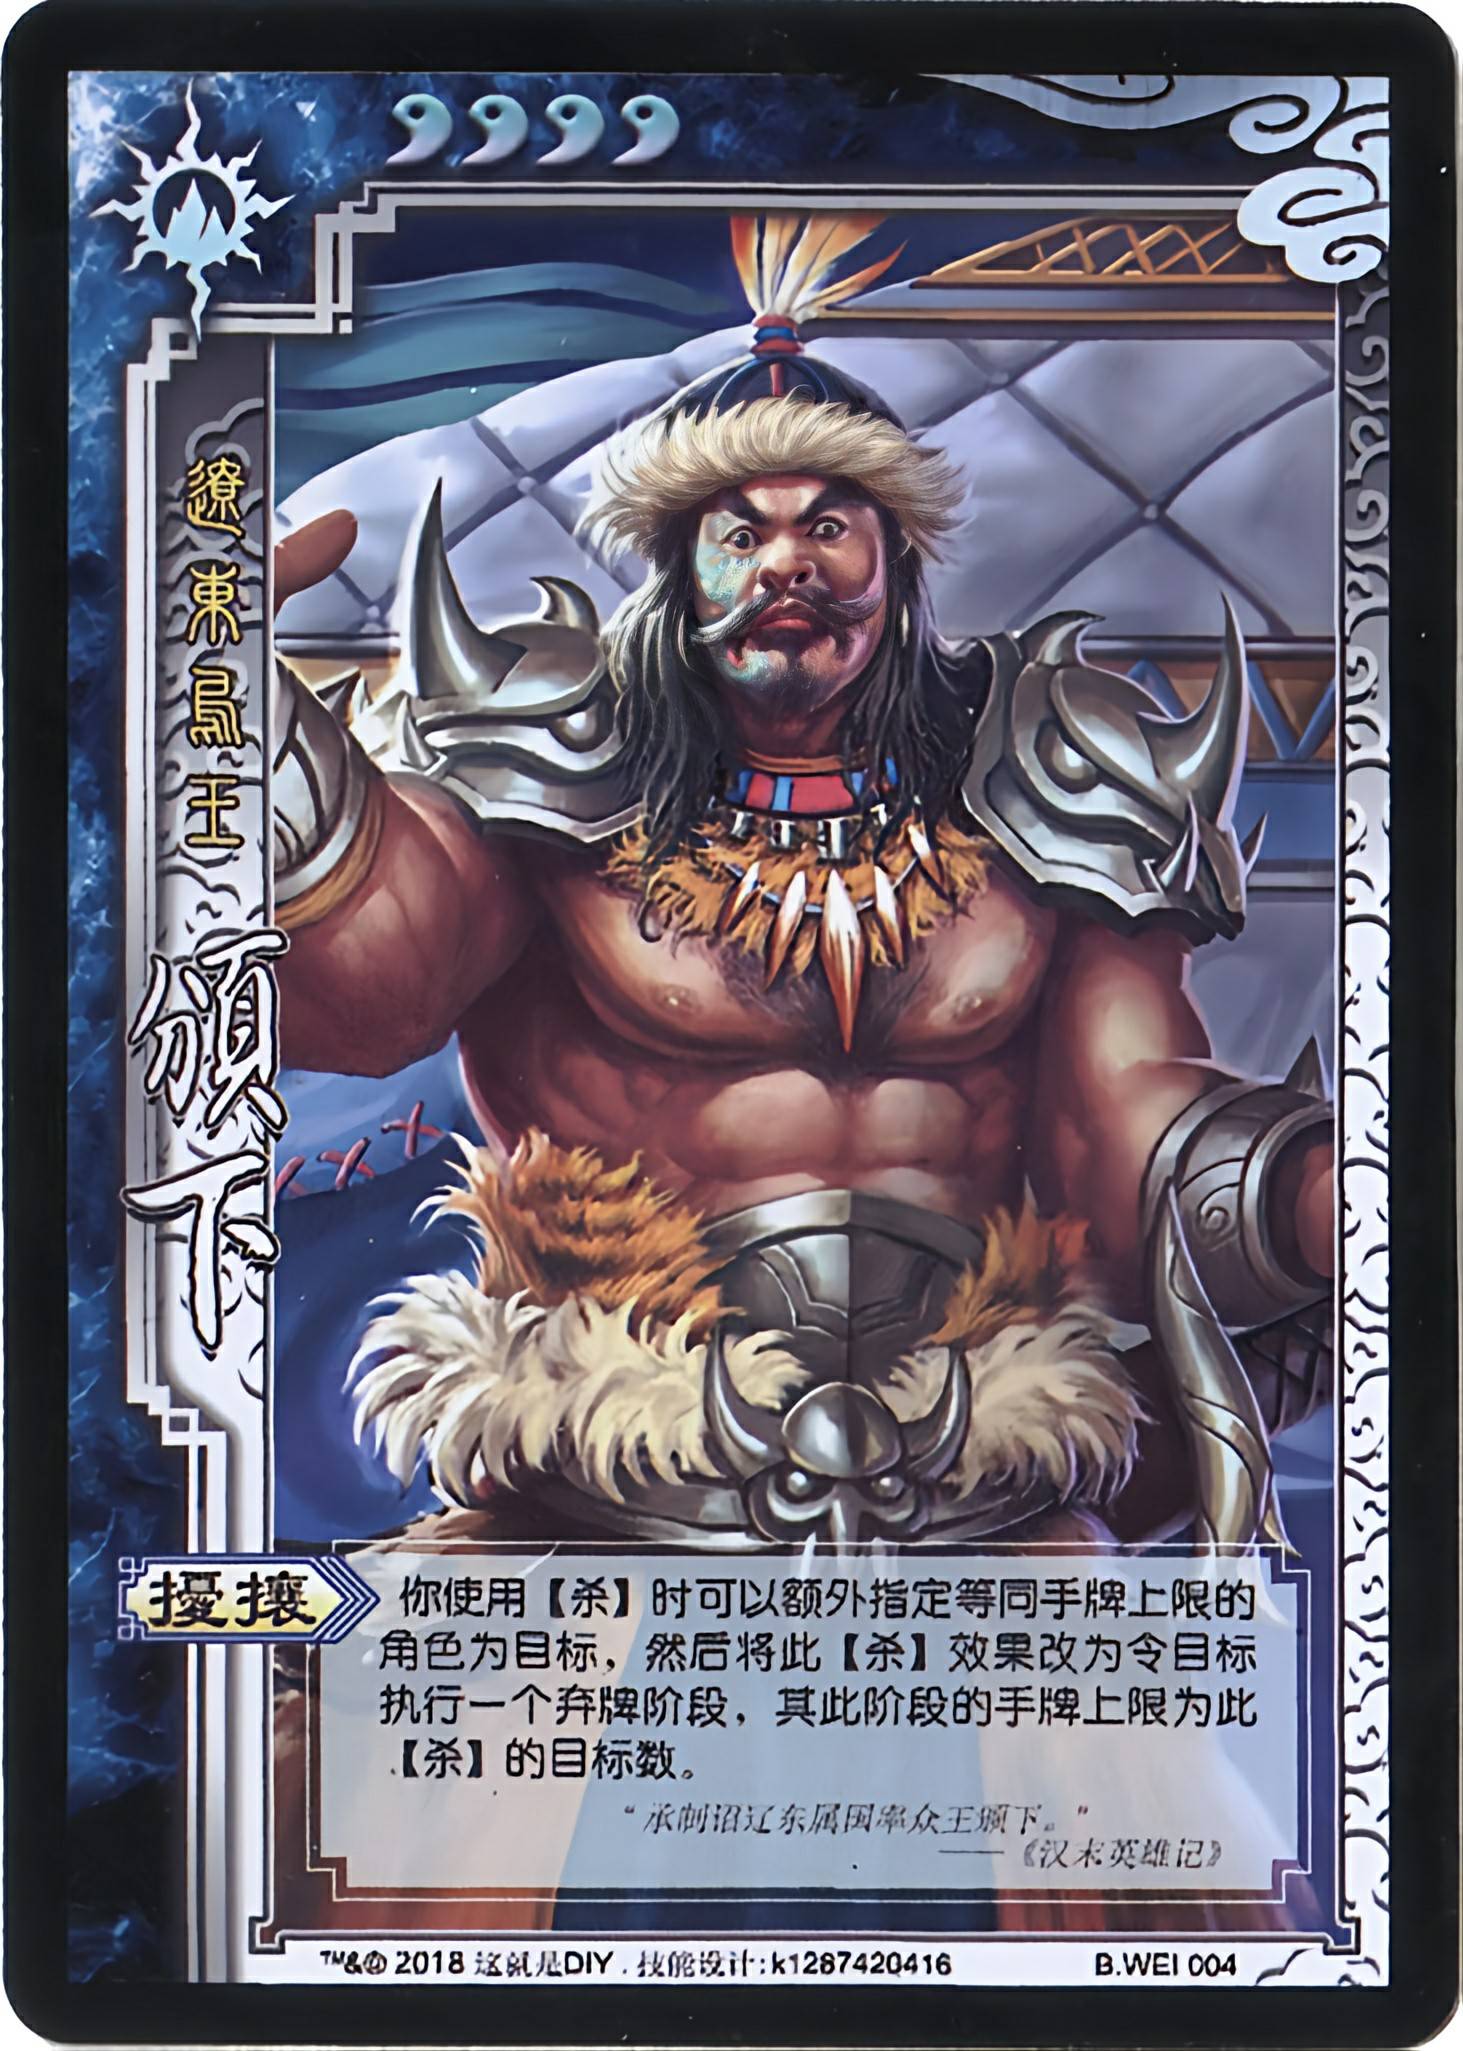 遼東烏王
頒下
擾攘
你使用【杀】时可以额外指定等同手牌上限的
角色为目标，然后将此【杀】效果改为令目标
执行一个弃牌阶段，其此阶段的手牌上限为此
【杀】的目标数。
“承制诏辽东属国率众王颁下。”
——《汉末英雄记》
™&© 2018 这就是DIY . 技能设计:k1287420416
B.WEI 004